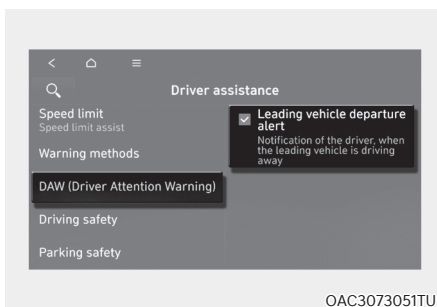 Driver assistance
Speed limit
Speed limit assist
Warning methods
DAW (Driver Attention Warning)
Driving safety
Parking safety
Leading vehicle departure
alert
Notification of the driver, when
the leading vehicle is driving
away
OAC3073051TU